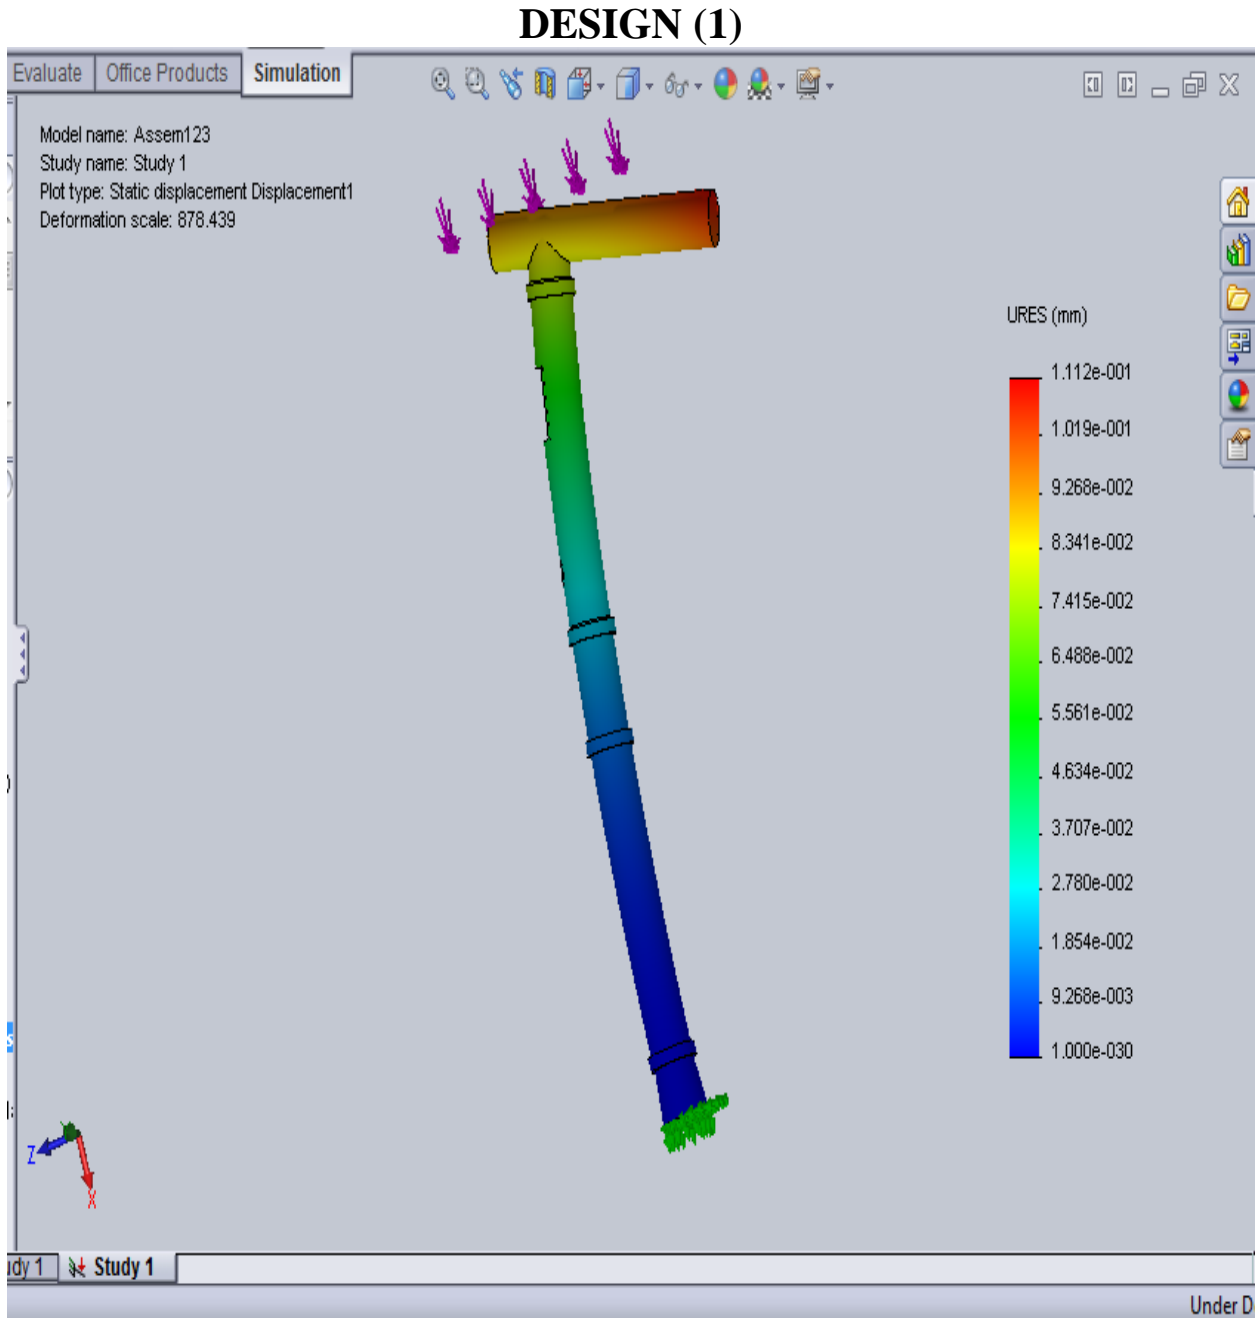 DESIGN (1)
Evaluate
Office Products
Simulation
Model name: Assem123
Study name: Study 1
Plot type: Static displacement Displacement1
Deformation scale: 878.439
URES (mm)
1.112e-001
1.019e-001
9.268e-002
8.341e-002
7.415e-002
6.488e-002
5.561e-002
4.634e-002
3.707e-002
2.780e-002
1.854e-002
9.268e-003
1.000e-030
Z
X
udy 1
Study 1
Under D